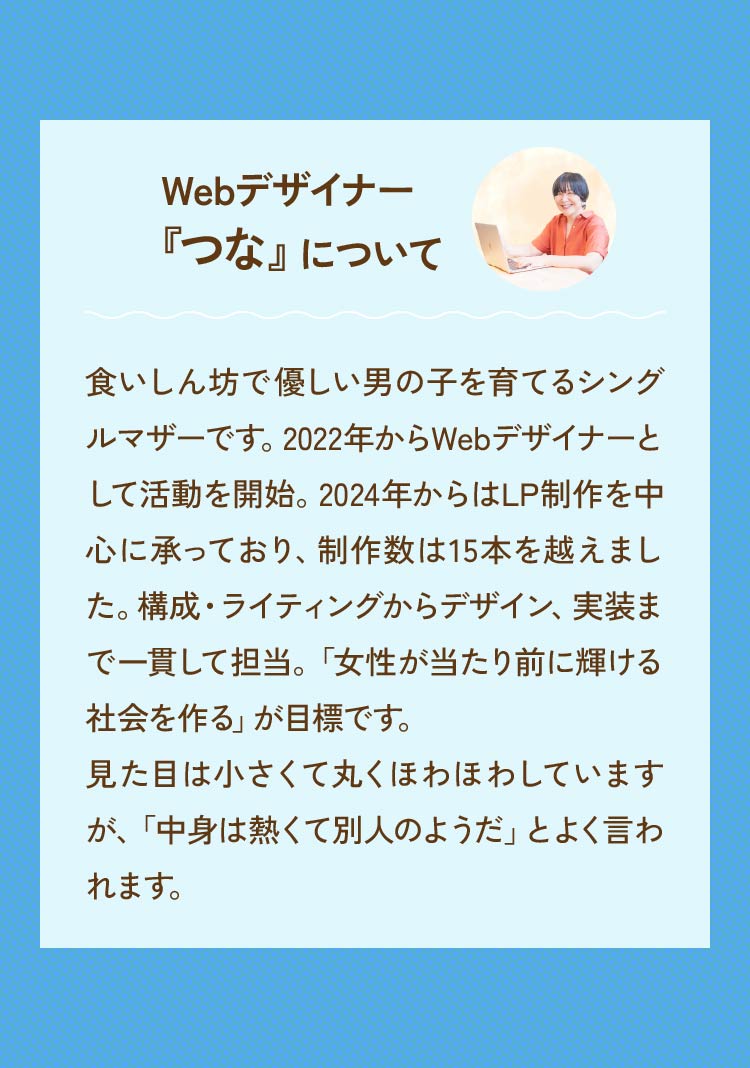 Webデザイナー
『つな』について
食いしん坊で優しい男の子を育てるシング
ルマザーです。2022年からWebデザイナーと
して活動を開始。2024年からはLP制作を中
心に承っており、制作数は15本を越えまし
た。構成・ライティングからデザイン、実装ま
で一貫して担当。「女性が当たり前に輝ける
社会を作る」が目標です。
見た目は小さくて丸くほわほわしています
が、「中身は熱くて別人のようだ」とよく言わ
れます。